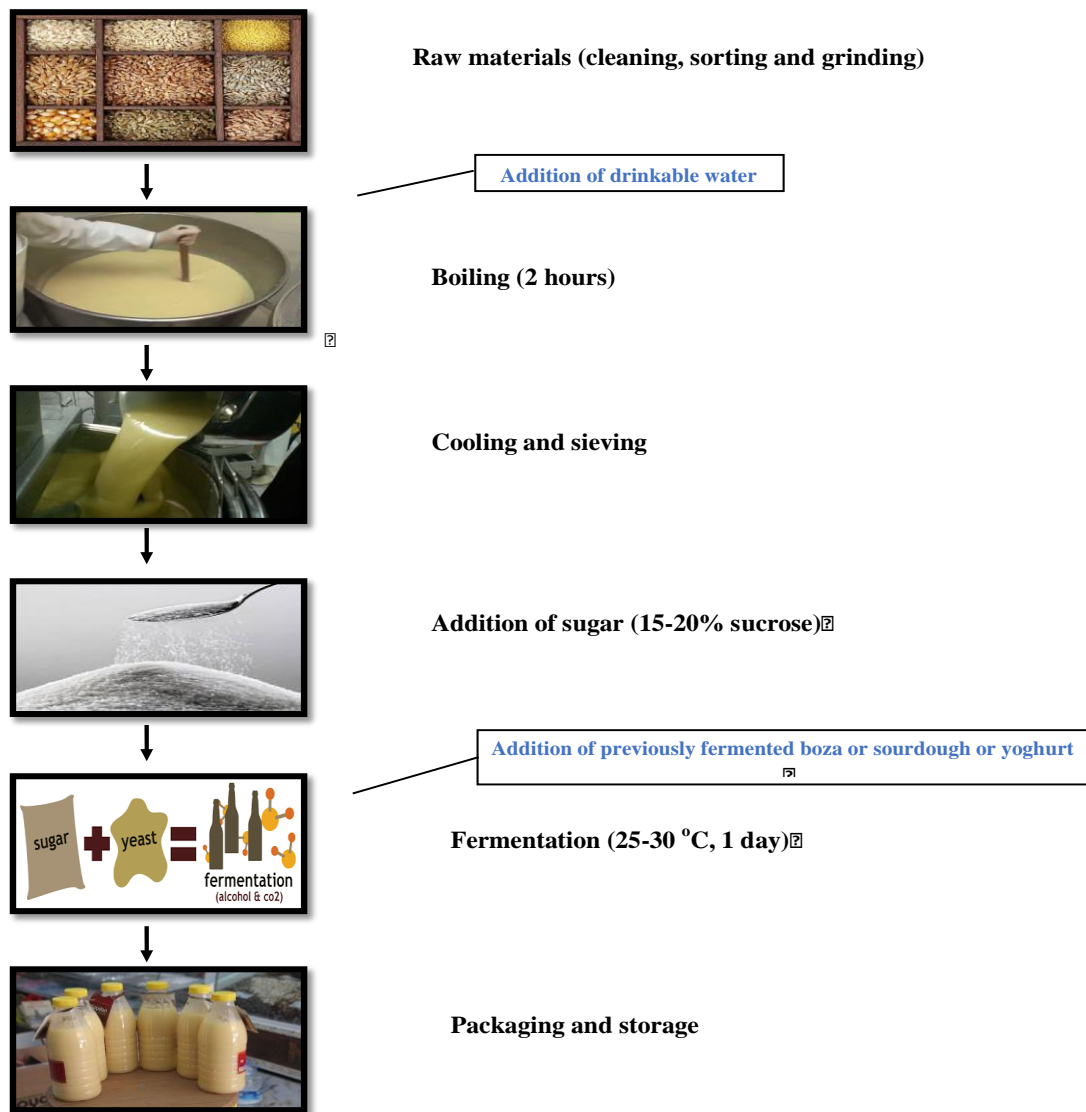 Raw materials (cleaning, sorting and grinding)
Addition of drinkable water
Boiling (2 hours)
Cooling and sieving
Addition of sugar (15-20% sucrose)
Addition of previously fermented boza or sourdough or yoghurt
sugar
yeast
fermentation
(alcohol & co2)
Fermentation (25-30 °C, 1 day)
Packaging and storage